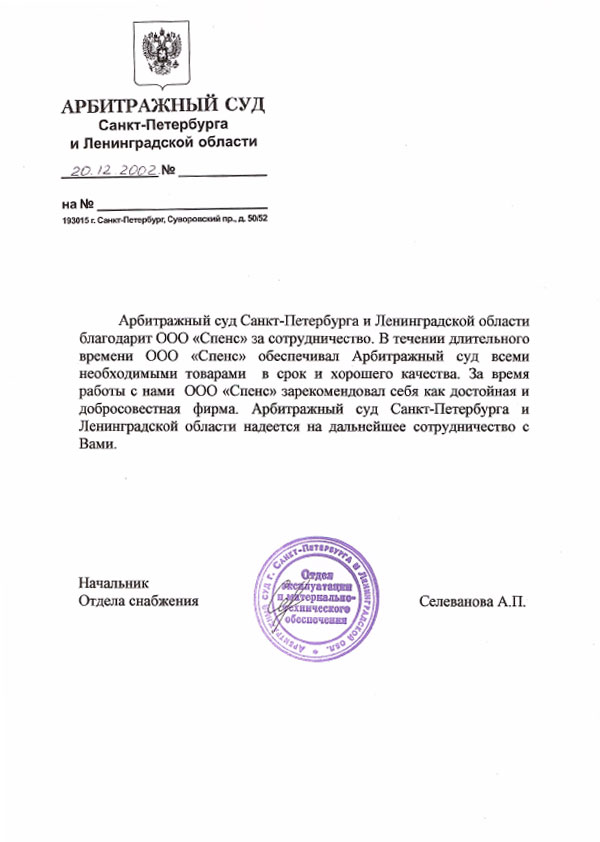 АРБИТРАЖНЫЙ СУД
Санкт-Петербурга
и Ленинградской области
20.12.2002. №
на №
193015 г. Санкт-Петербург, Суворовский пр., д. 50/52
Арбитражный суд Санкт-Петербурга и Ленинградской области
благодарит ООО «Спенс» за сотрудничество. В течении длительного
времени ООО «Спенс» обеспечивал Арбитражный суд всеми
необходимыми товарами в срок и хорошего качества. За время
работы с нами ООО «Спенс» зарекомендовал себя как достойная и
добросовестная фирма. Арбитражный суд Санкт-Петербурга и
Ленинградской области надеется на дальнейшее сотрудничество с
Вами.
Начальник
Отдела снабжения
Арбитражный суд г. Санкт-Петербурга и Ленинградской обл. *
Отдел
эксплуатации
и материально-
технического
обеспечения
Селеванова А.П.